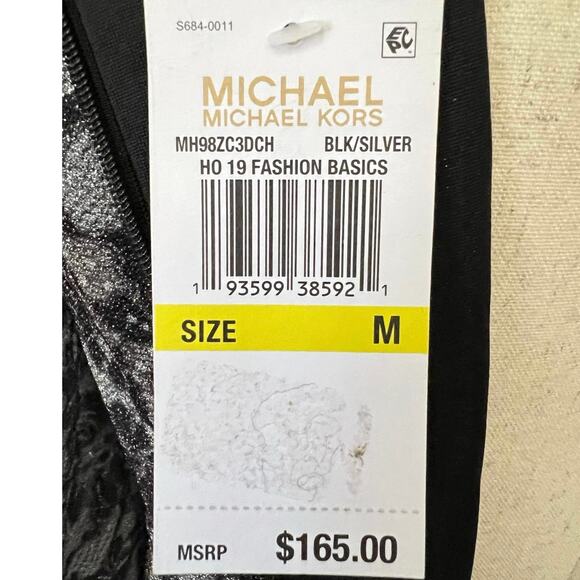 S684-0011
EPC
MICHAEL
MICHAEL KORS
MH98ZC3DCH BLK/SILVER
HO 19 FASHION BASICS
1 93599 38592 1
SIZE M
MSRP $165.00